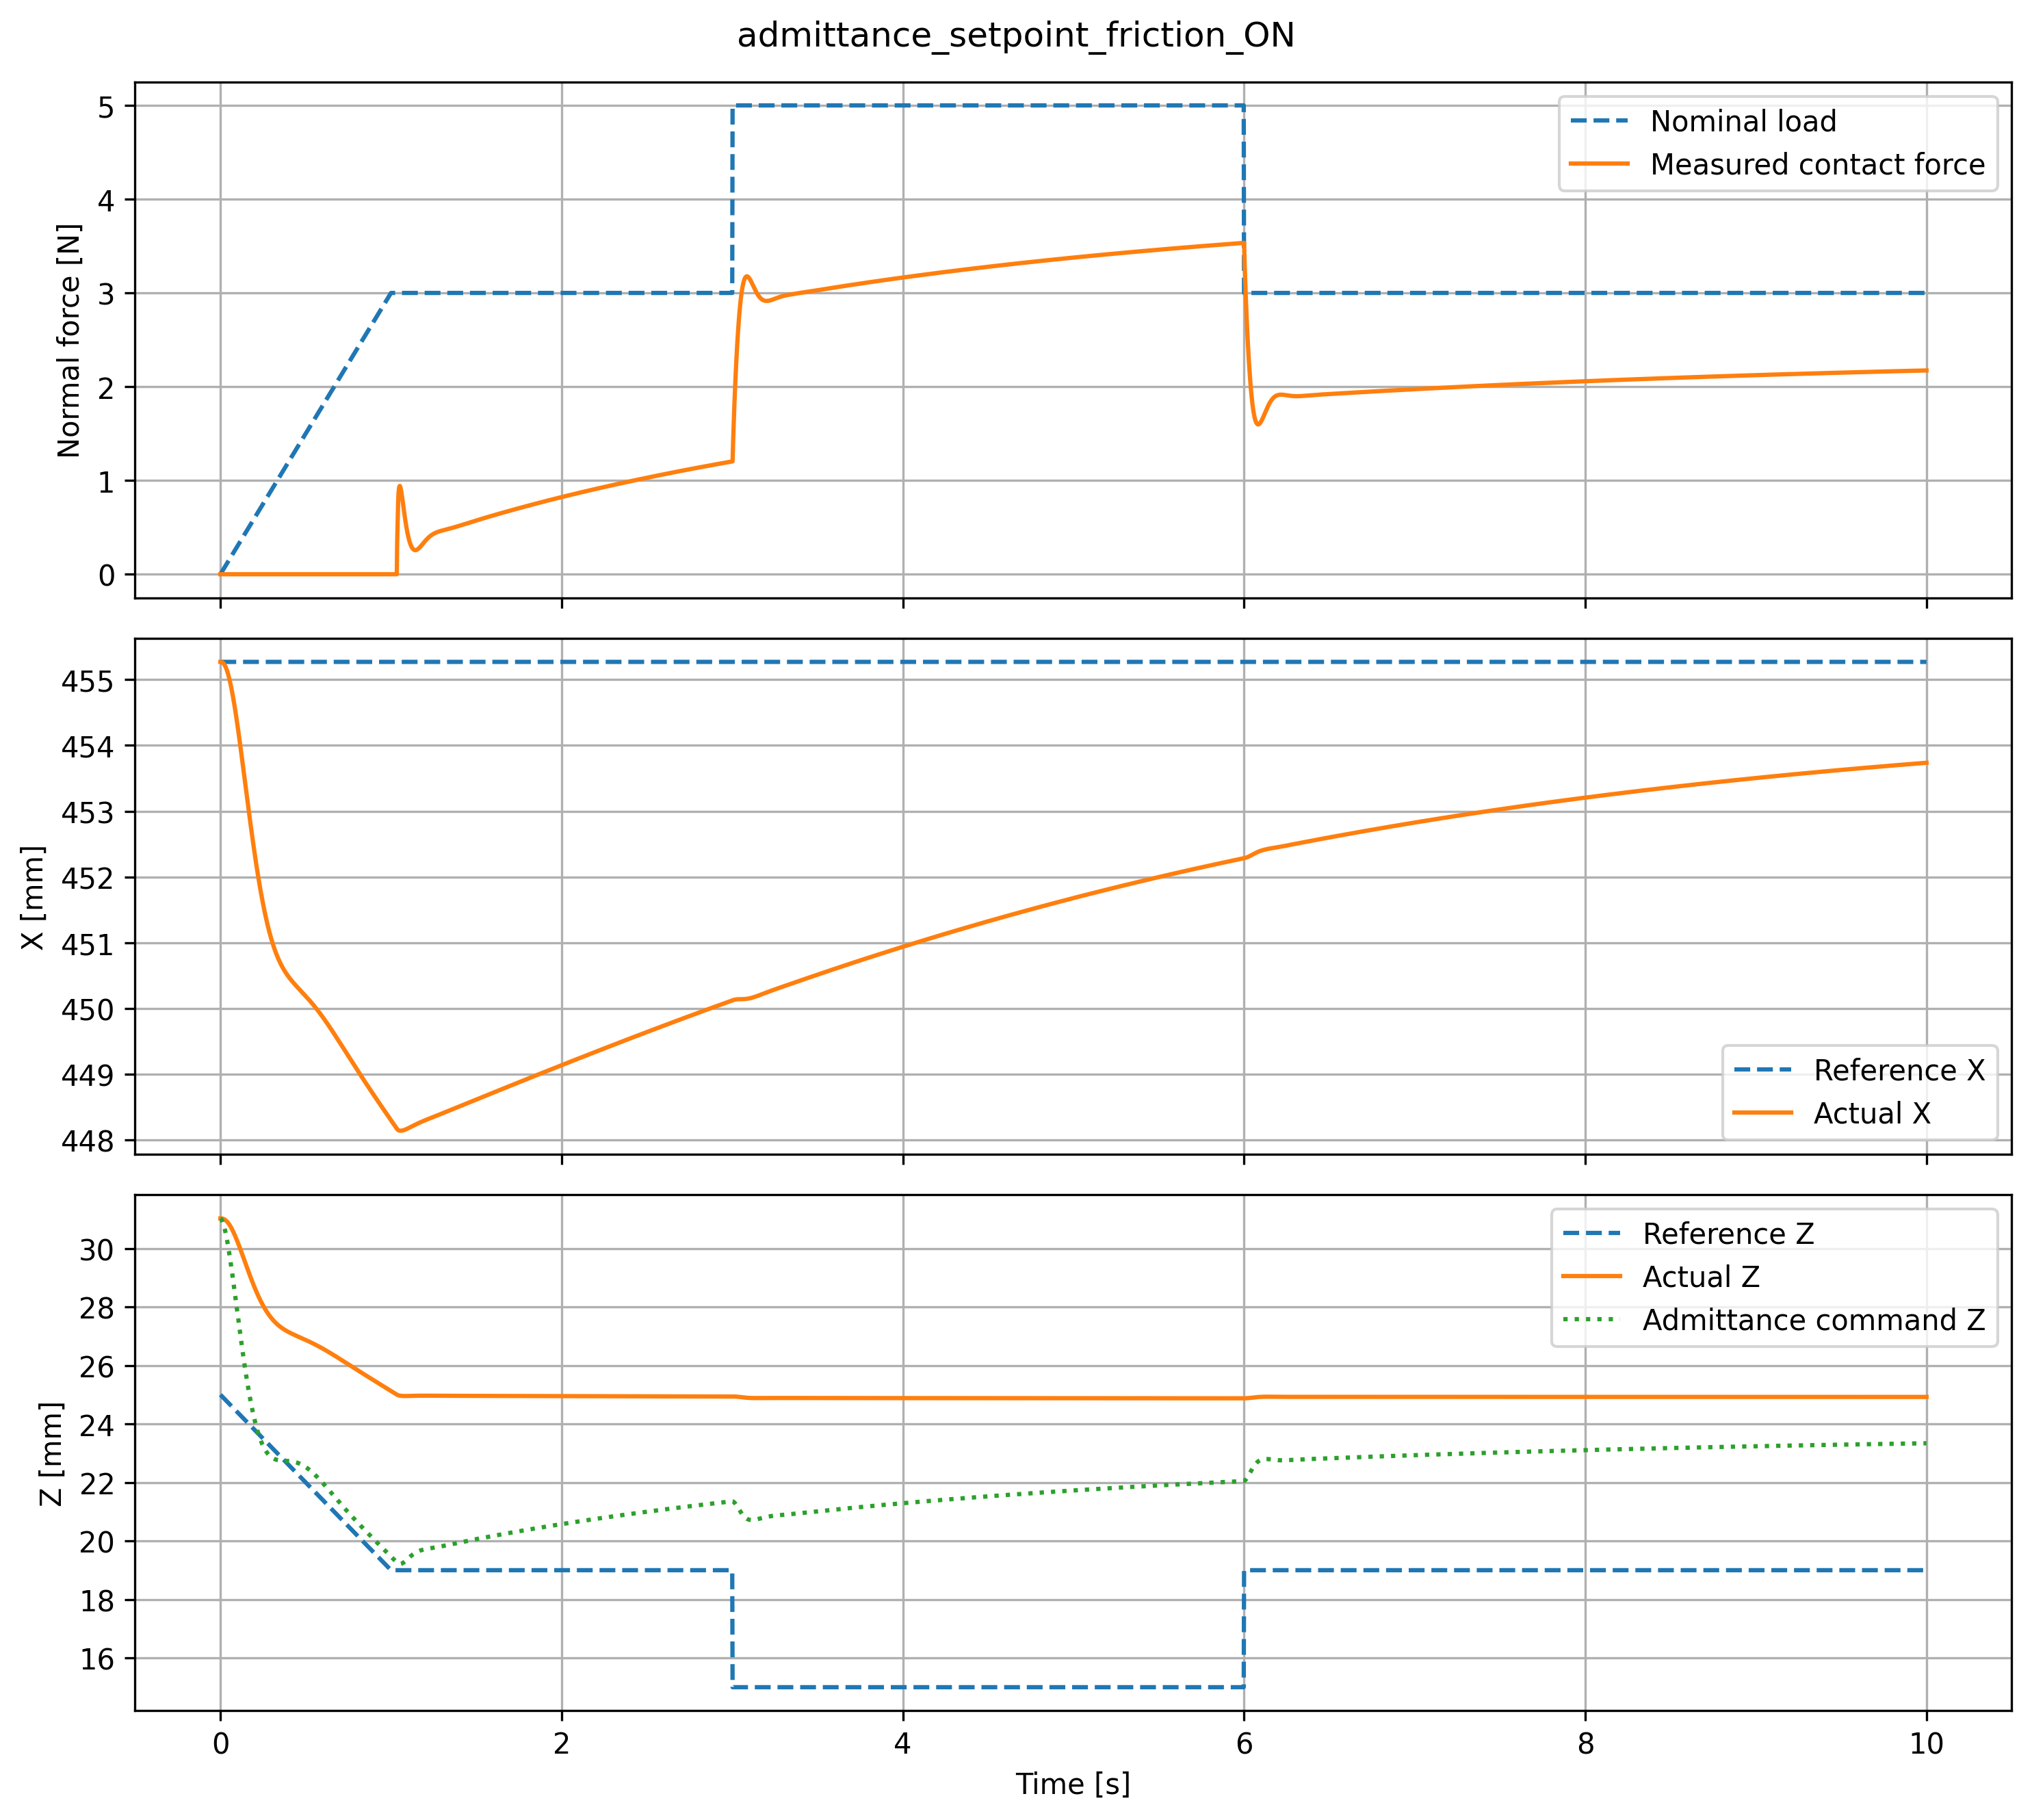 admittance_setpoint_friction_ON
5
4
3
2
1
0
Normal force [N]
Nominal load
Measured contact force
455
454
453
452
451
450
449
448
X [mm]
Reference X
Actual X
30
28
26
24
22
20
18
16
Z [mm]
Reference Z
Actual Z
Admittance command Z
0 2 4 6 8 10
Time [s]